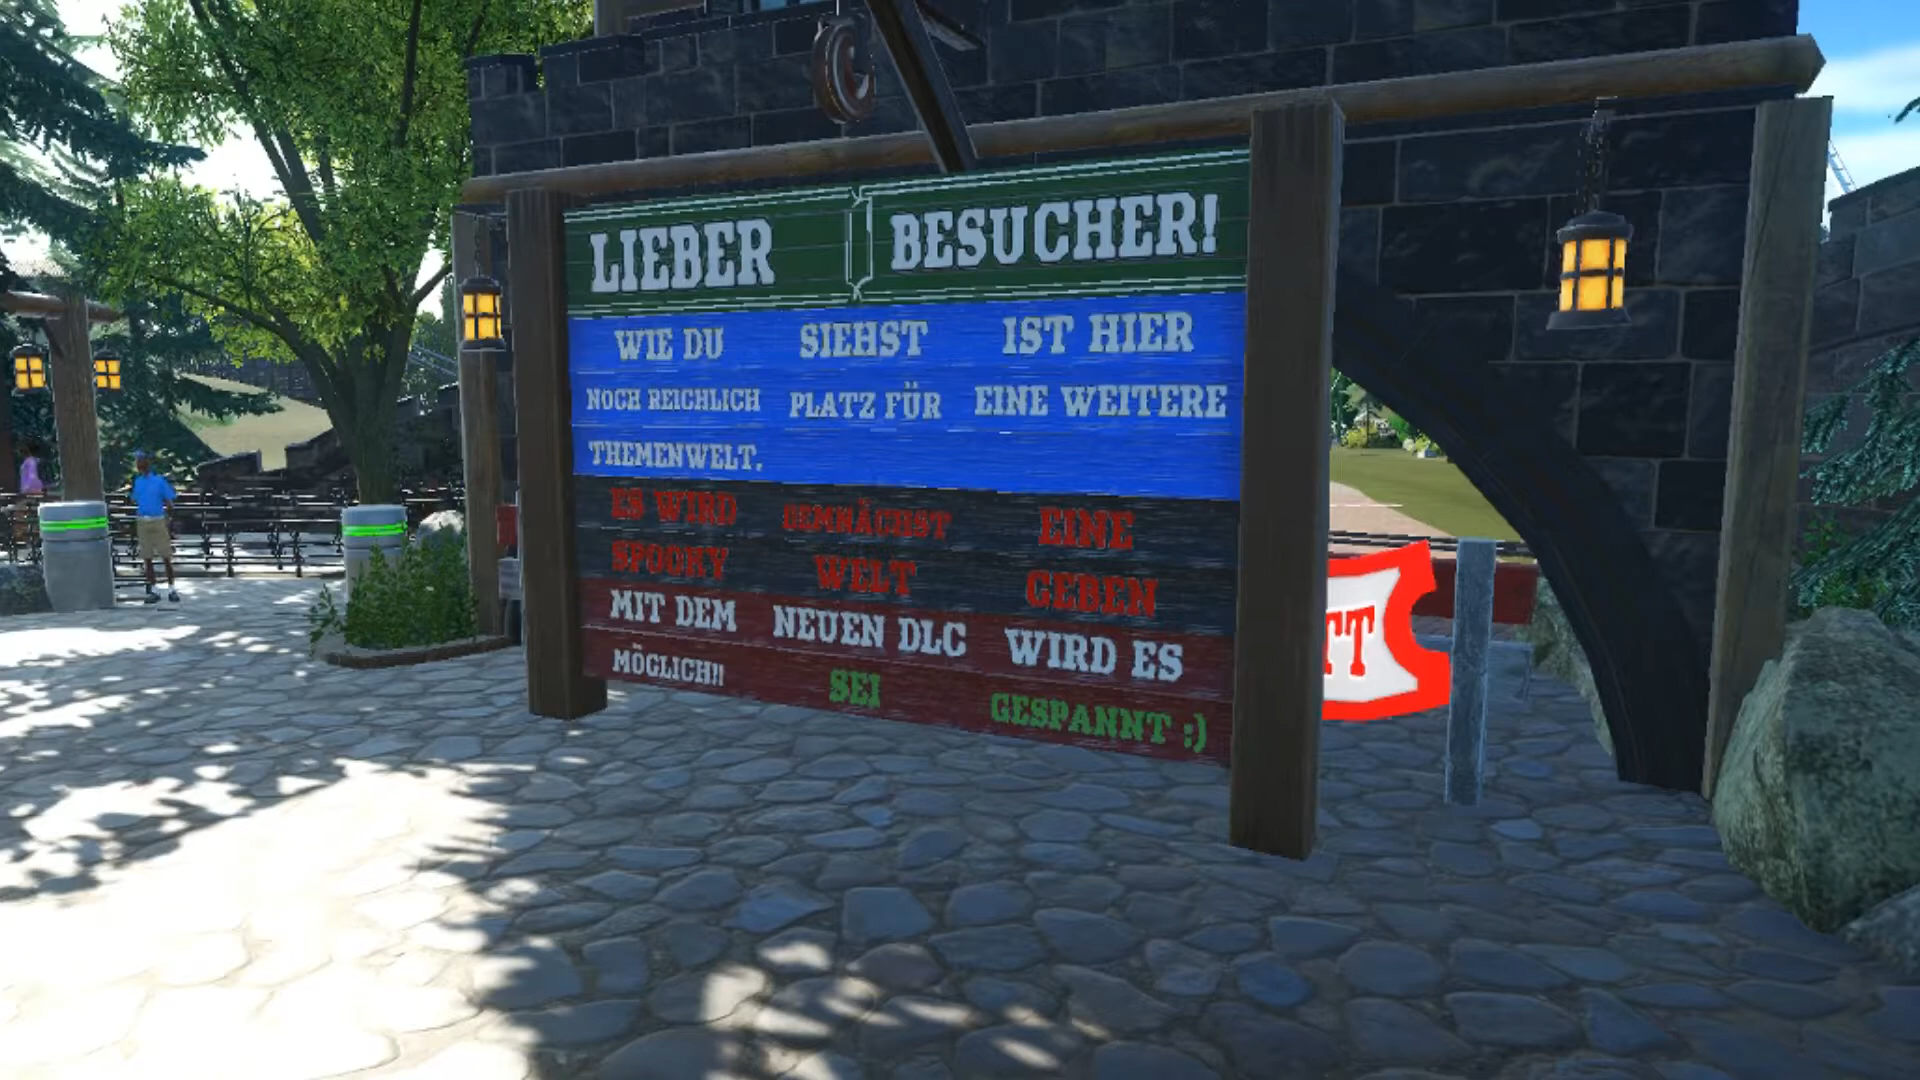 LIEBER BESUCHER!
WIE DU SIEHST IST HIER
NOCH REICHLICH PLATZ FÜR EINE WEITERE
THEMENWELT.
ES WIRD DEMNÄCHST EINE
SPOOKY WELT GEBEN
MIT DEM NEUEN DLC WIRD ES
MÖGLICH!! SEI GESPANNT :)
TT